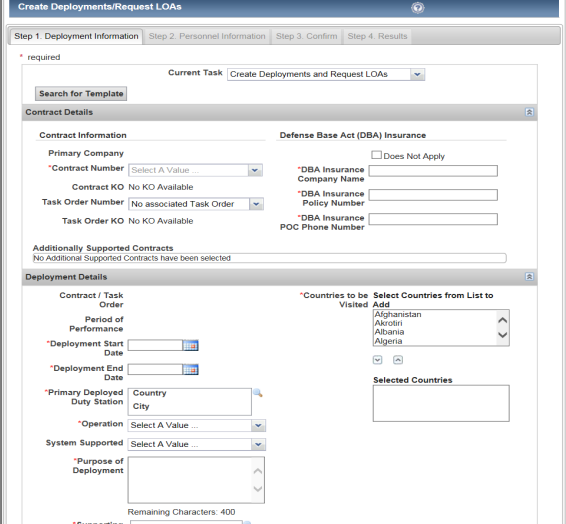 Create Deployments/Request LOAs
Step 1. Deployment Information Step 2. Personnel Information Step 3. Confirm Step 4. Results
* required
Current Task Create Deployments and Request LOAs
Search for Template
Contract Details
Contract Information
Primary Company
*Contract Number Select A Value ...
Contract KO No KO Available
Task Order Number No associated Task Order
Task Order KO No KO Available
Defense Base Act (DBA) Insurance
Does Not Apply
*DBA Insurance
Company Name
*DBA Insurance
Policy Number
*DBA Insurance
POC Phone Number
Additionally Supported Contracts
No Additional Supported Contracts have been selected
Deployment Details
Contract / Task
Order
Period of
Performance
*Deployment Start
Date
*Deployment End
Date
*Primary Deployed
Duty Station
Country
City
*Operation Select A Value ...
System Supported Select A Value ...
*Purpose of
Deployment
Remaining Characters: 400
*Supporting
*Countries to be
Visited
Select Countries from List to
Add
Afghanistan
Akrotiri
Albania
Algeria
Selected Countries